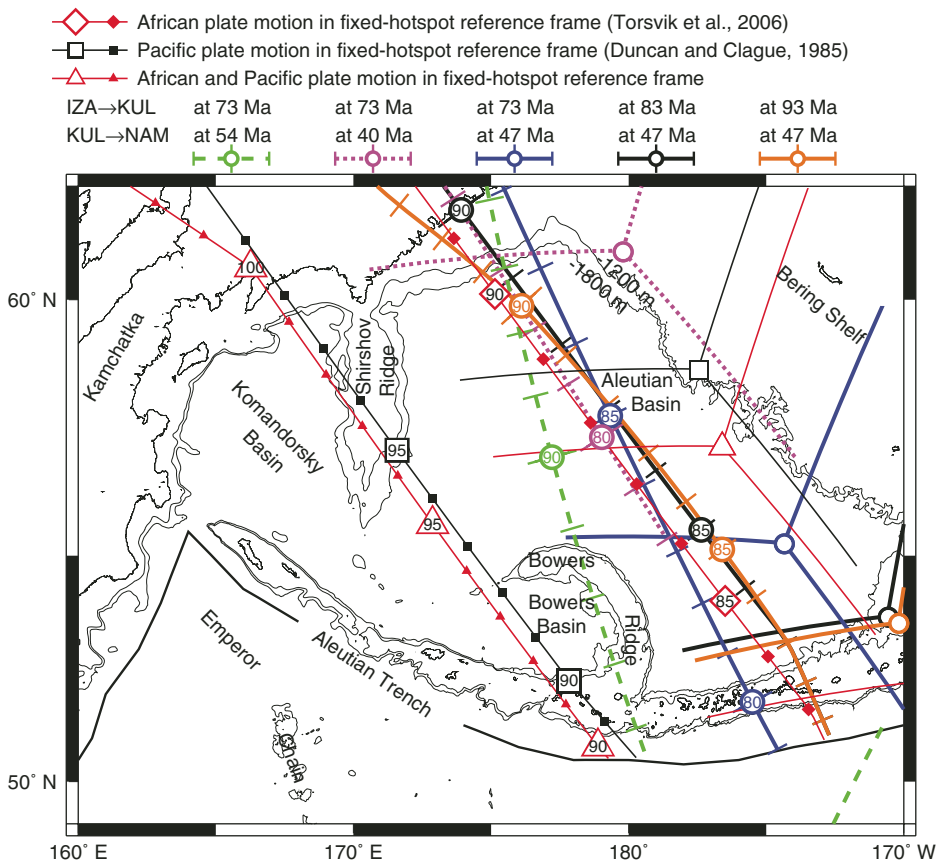 African plate motion in fixed-hotspot reference frame (Torsvik et al., 2006)
Pacific plate motion in fixed-hotspot reference frame (Duncan and Clague, 1985)
African and Pacific plate motion in fixed-hotspot reference frame
IZA→KUL at 73 Ma at 73 Ma at 73 Ma at 83 Ma at 93 Ma
KUL→NAM at 54 Ma at 40 Ma at 47 Ma at 47 Ma at 47 Ma
90
100
90
90
-1200 m
-1800 m
Bering Shelf
60° N
Kamchatka
Shirshov
Ridge
Aleutian
Basin
Komandorsky
Basin
85
80
95
90
95
85
85
Bowers
85
Bowers
Basin
Ridge
Emperor
Aleutian Trench
90
80
90
Chain
50° N
160° E
170° E
180°
170° W